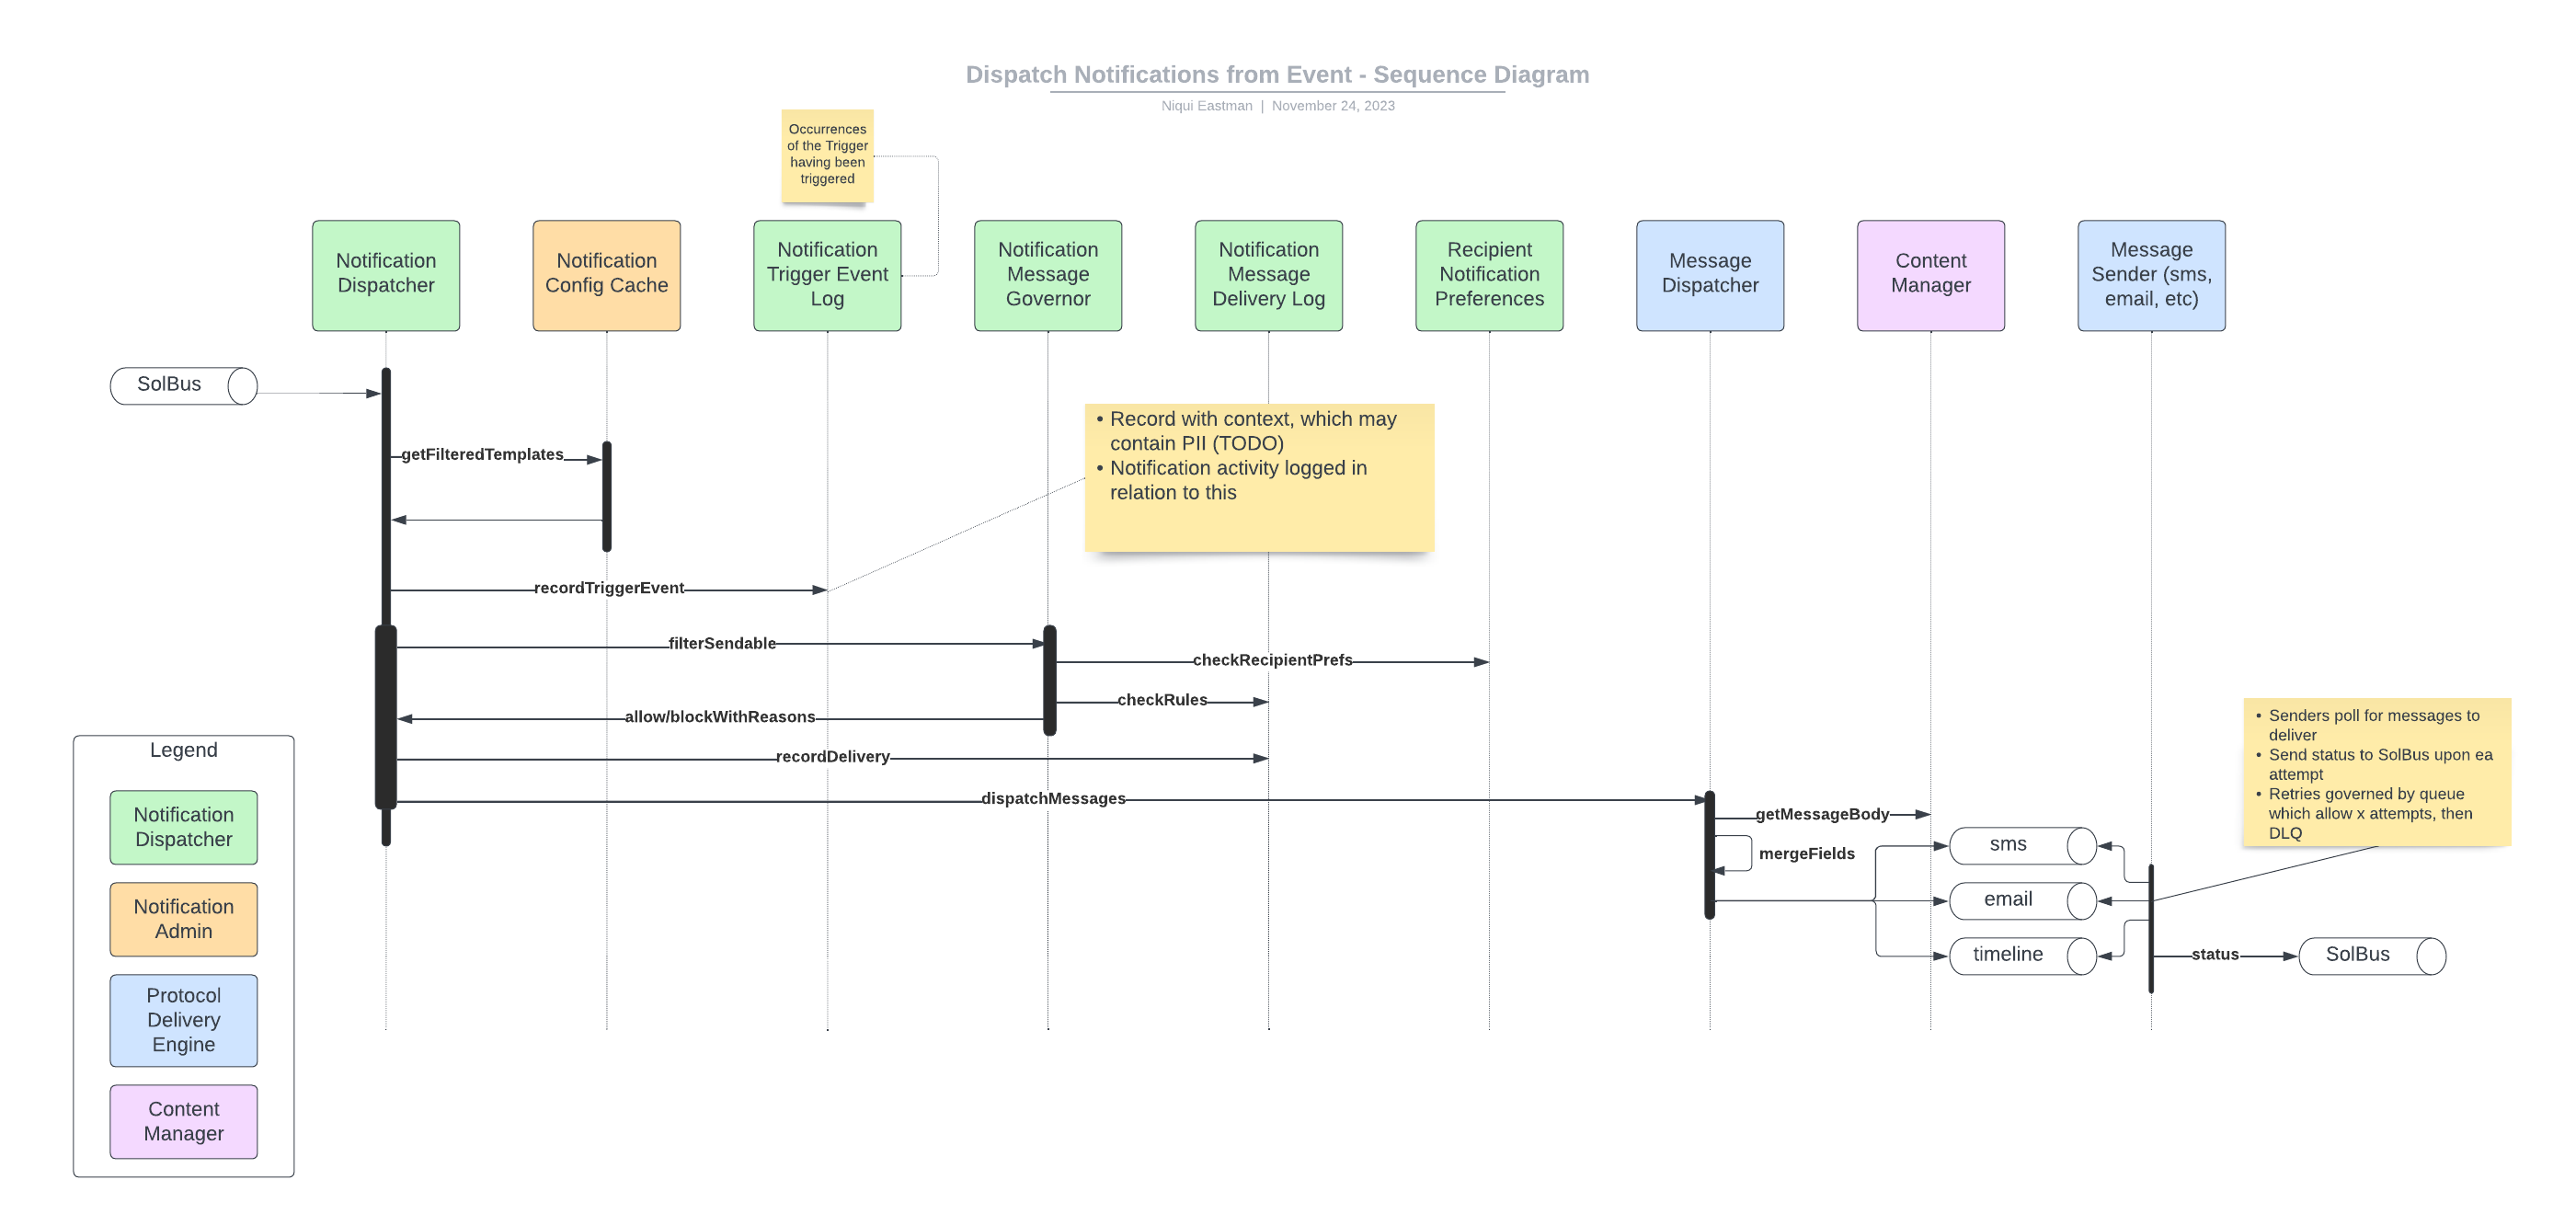 Dispatch Notifications from Event - Sequence Diagram
Niqui Eastman | November 24, 2023
Occurrences
of the Trigger
having been
triggered
Notification
Dispatcher
Notification
Config Cache
Notification
Trigger Event
Log
Notification
Message
Governor
Notification
Message
Delivery Log
Recipient
Notification
Preferences
Message
Dispatcher
Content
Manager
Message
Sender (sms,
email, etc)
SolBus
• Record with context, which may
contain PII (TODO)
• Notification activity logged in
relation to this
getFilteredTemplates
recordTriggerEvent
filterSendable
checkRecipientPrefs
checkRules
allow/blockWithReasons
recordDelivery
dispatchMessages
• Senders poll for messages to
deliver
• Send status to SolBus upon ea
attempt
• Retries governed by queue
which allow x attempts, then
DLQ
getMessageBody
mergeFields
sms
email
timeline
status
SolBus
Legend
Notification
Dispatcher
Notification
Admin
Protocol
Delivery
Engine
Content
Manager